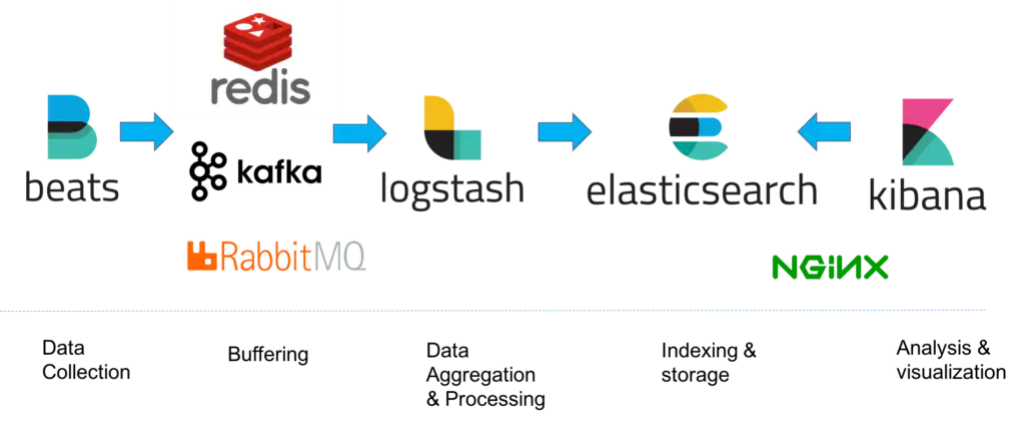 redis
beats
kafka
logstash
elasticsearch
kibana
RabbitMQ
NGINX
Data
Collection
Buffering
Data
Aggregation
& Processing
Indexing &
storage
Analysis &
visualization